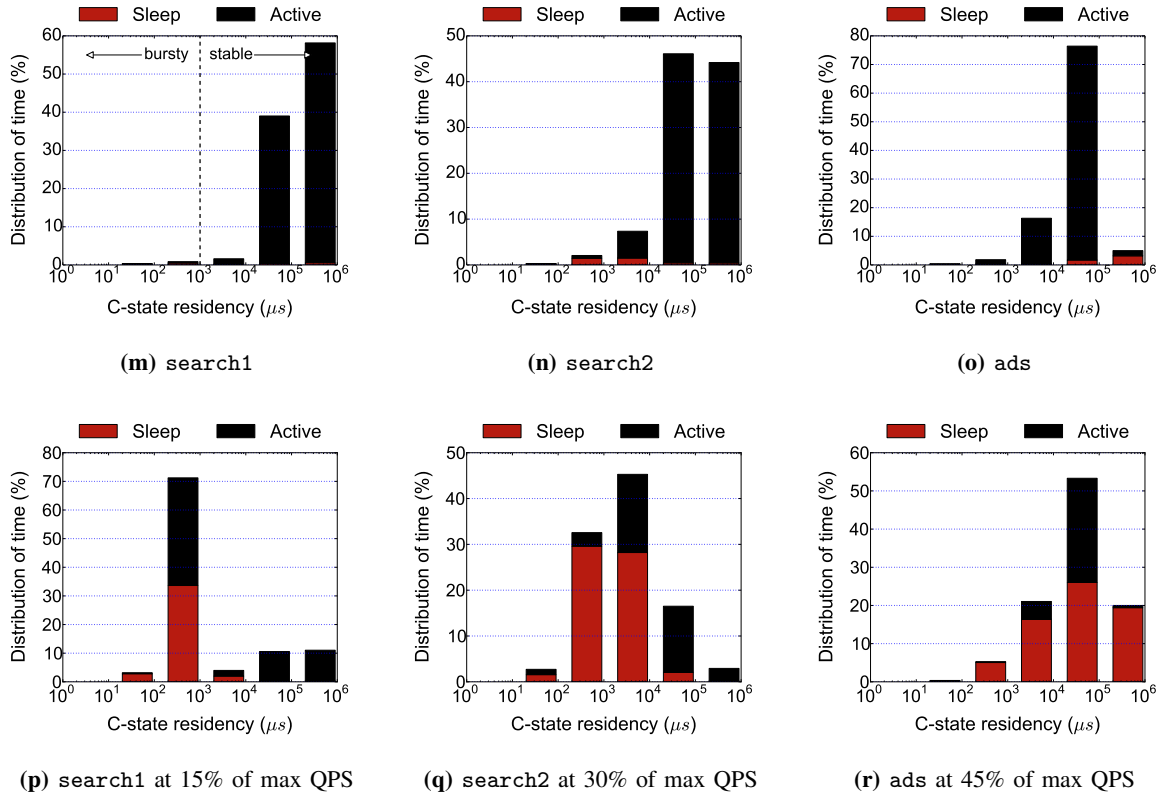 Sleep Active
Distribution of time (%)
60
50
40
30
20
10
0
bursty stable
10^0 10^1 10^2 10^3 10^4 10^5 10^6
C-state residency (μs)
(m) search1
Sleep Active
Distribution of time (%)
50
40
30
20
10
0
10^0 10^1 10^2 10^3 10^4 10^5 10^6
C-state residency (μs)
(n) search2
Sleep Active
Distribution of time (%)
80
70
60
50
40
30
20
10
0
10^0 10^1 10^2 10^3 10^4 10^5 10^6
C-state residency (μs)
(o) ads
Sleep Active
Distribution of time (%)
80
70
60
50
40
30
20
10
0
10^0 10^1 10^2 10^3 10^4 10^5 10^6
C-state residency (μs)
(p) search1 at 15% of max QPS
Sleep Active
Distribution of time (%)
50
40
30
20
10
0
10^0 10^1 10^2 10^3 10^4 10^5 10^6
C-state residency (μs)
(q) search2 at 30% of max QPS
Sleep Active
Distribution of time (%)
60
50
40
30
20
10
0
10^0 10^1 10^2 10^3 10^4 10^5 10^6
C-state residency (μs)
(r) ads at 45% of max QPS